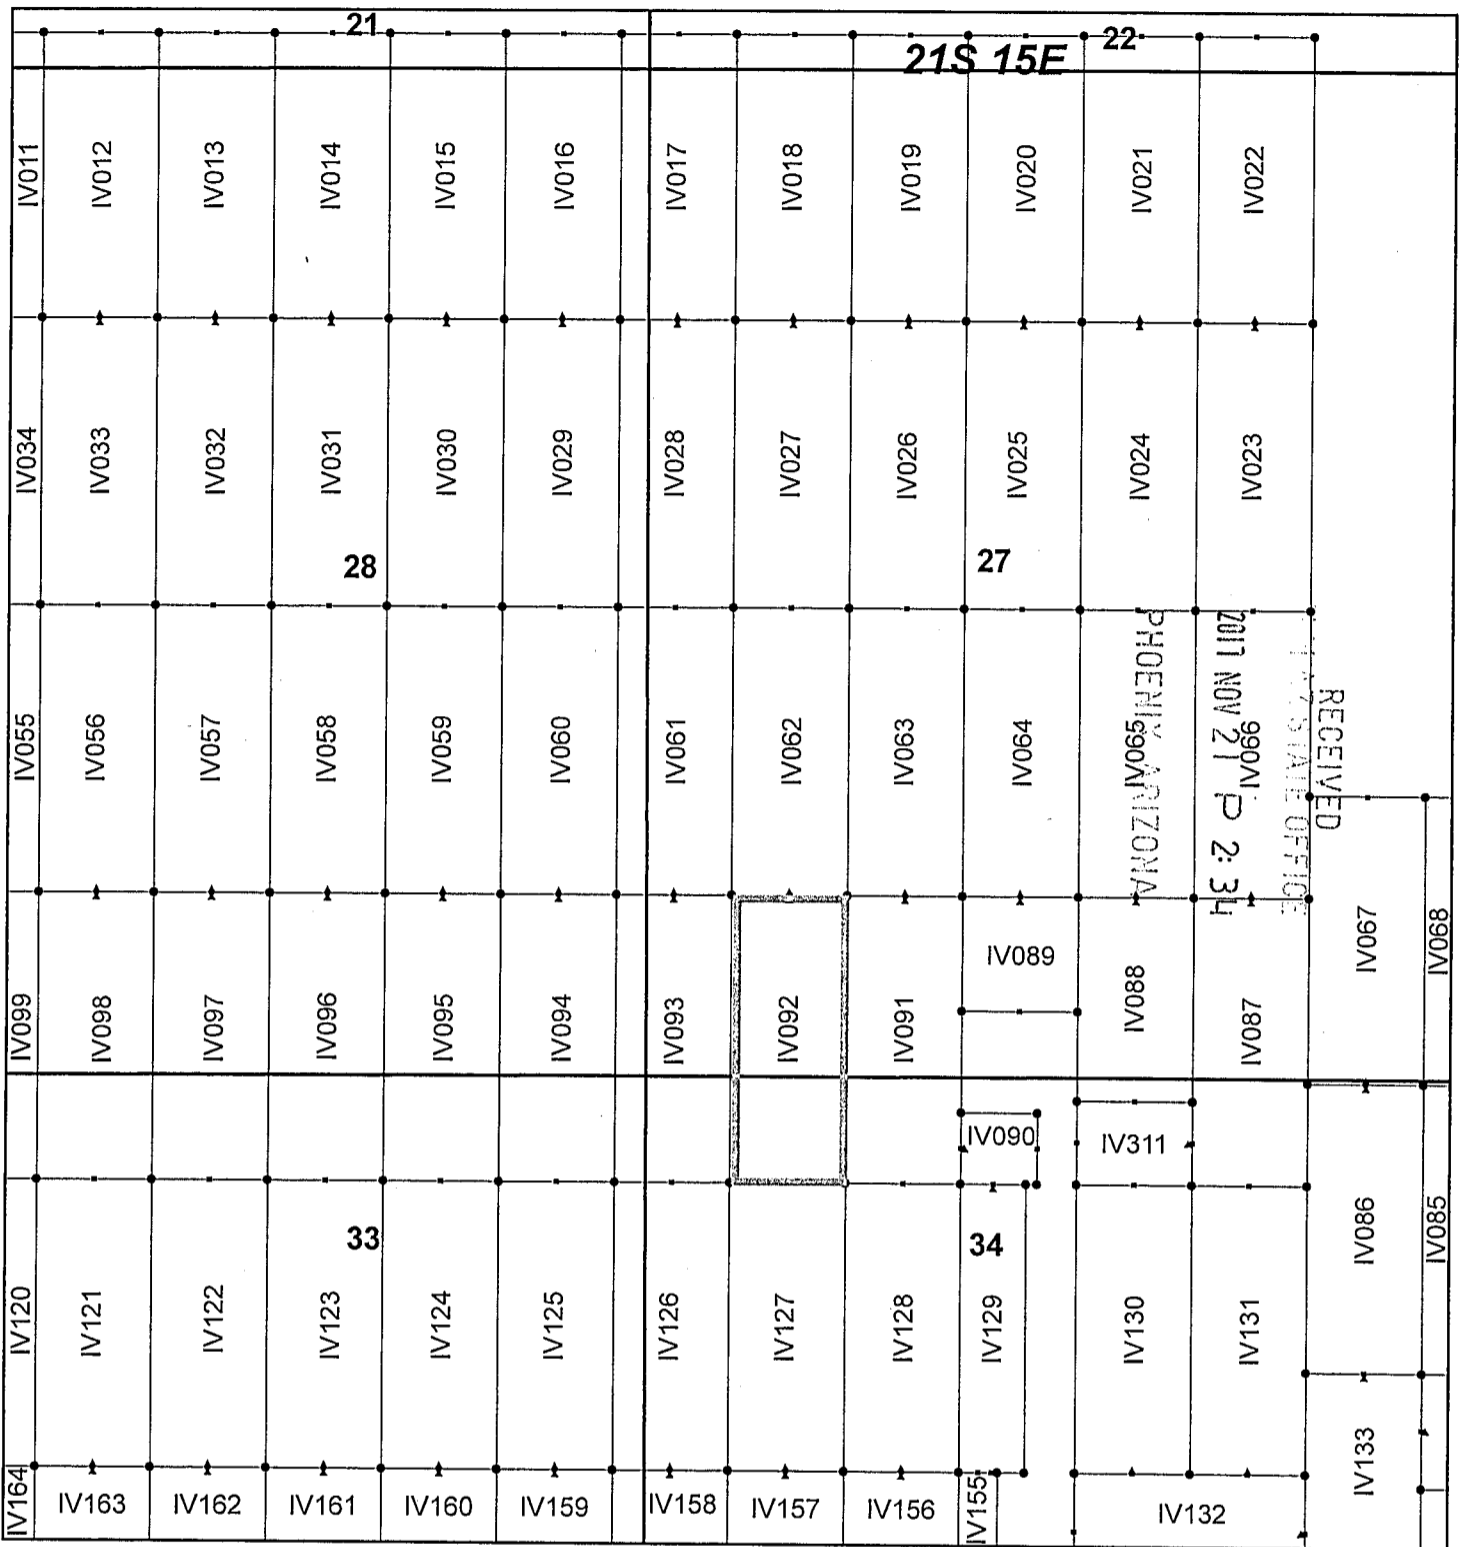 21 22
21S 15E
IV011 IV012 IV013 IV014 IV015 IV016 IV017 IV018 IV019 IV020 IV021 IV022
IV034 IV033 IV032 IV031 IV030 IV029 IV028 IV027 IV026 IV025 IV024 IV023
28 27
RECEIVED
STATE OFFICE
2017 NOV 21 P 2:34
PHOENIX, ARIZONA
IV055 IV056 IV057 IV058 IV059 IV060 IV061 IV062 IV063 IV064 IV065 IV066
IV067 IV068
IV089
IV099 IV098 IV097 IV096 IV095 IV094 IV093 IV092 IV091 IV088 IV087
IV090 IV311
33 34
IV086 IV085
IV120 IV121 IV122 IV123 IV124 IV125 IV126 IV127 IV128 IV129 IV130 IV131
IV133
IV164 IV163 IV162 IV161 IV160 IV159 IV158 IV157 IV156 IV155 IV132